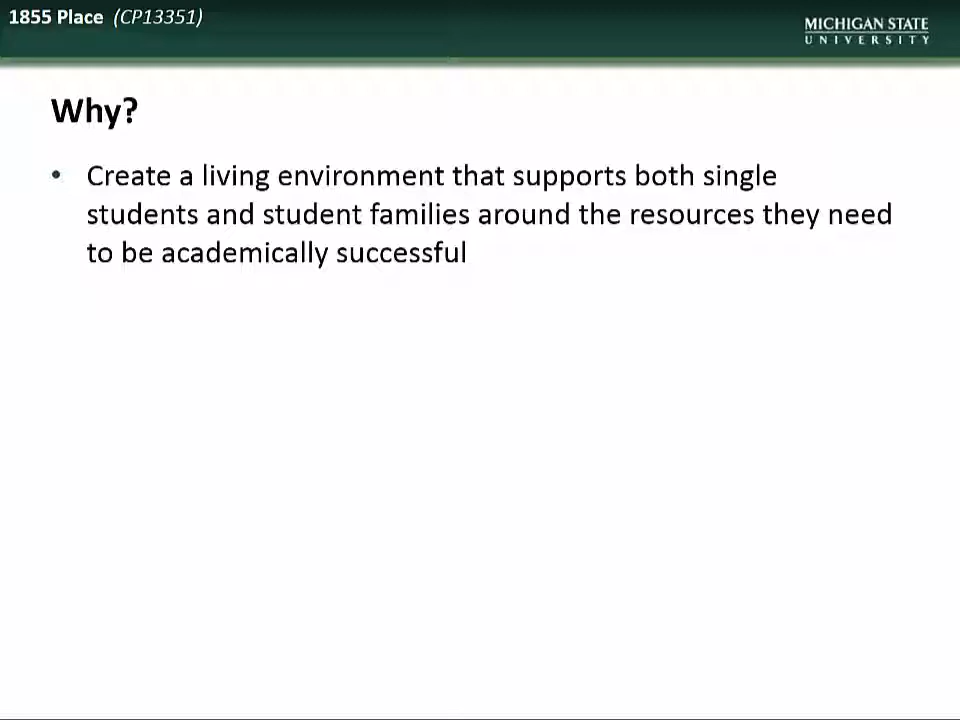 1855 Place (CP13351)
MICHIGAN STATE
UNIVERSITY
Why?
• Create a living environment that supports both single
students and student families around the resources they need
to be academically successful